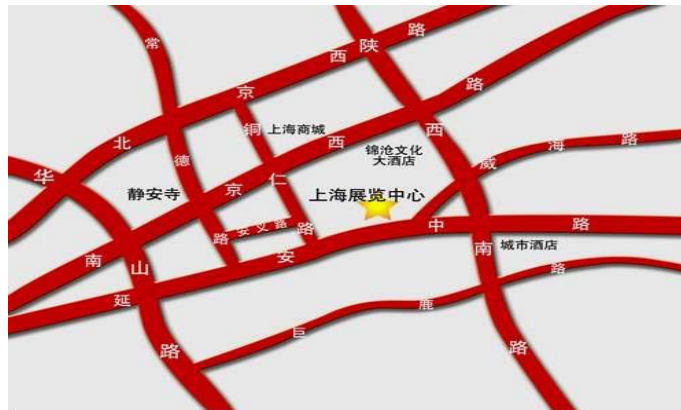 北京西路
常德路
陕西南路
铜仁路
上海商城
南京西路
锦沧文化
大酒店
威海路
华山路
静安寺
上海展览中心
安义路
延安中路
城市酒店
巨鹿路